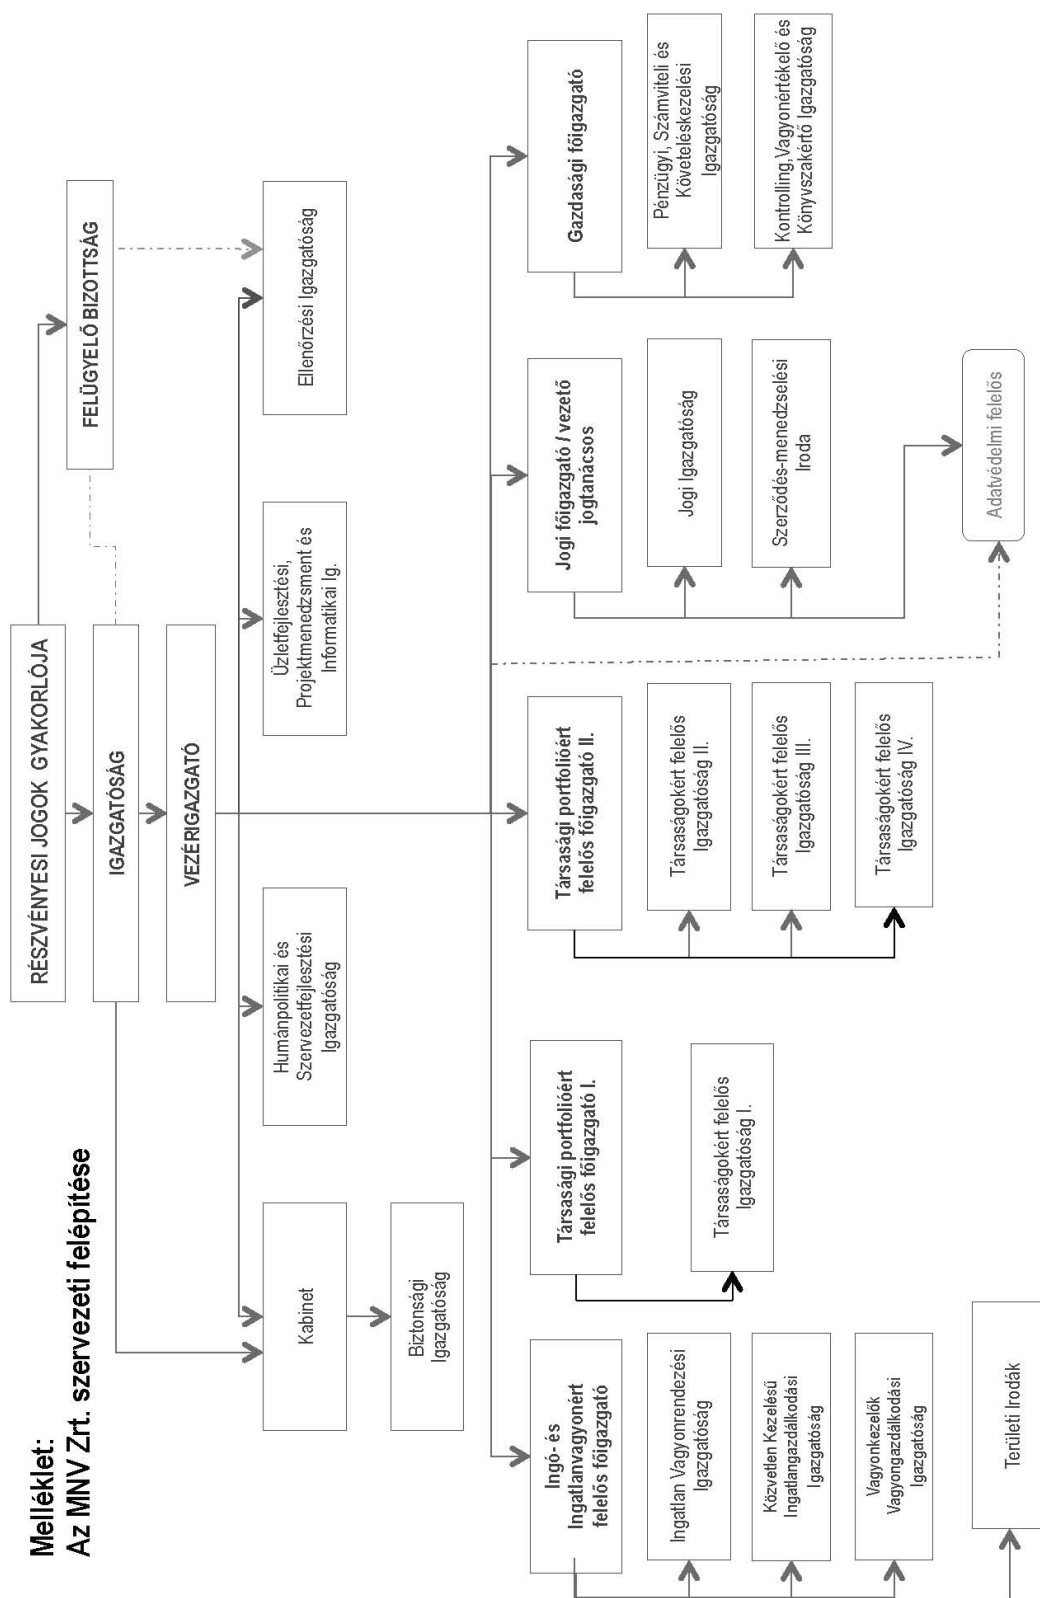 Melléklet:
Az MNV Zrt. szervezeti felépítése
RÉSZVÉNYESI JOGOK GYAKORLÓJA
FELÜGYELŐ BIZOTTSÁG
IGAZGATÓSÁG
VEZÉRIGAZGATÓ
Kabinet
Humánpolitikai és
Szervezetfejlesztési
Igazgatóság
Üzletfejlesztési,
Projektmenedzsment és
Informatikai Ig.
Ellenőrzési Igazgatóság
Biztonsági
Igazgatóság
Ingó- és
Ingatlanvagyonért
felelős főigazgató
Ingatlan Vagyonrendezési
Igazgatóság
Közvetlen Kezelésű
Ingatlangazdálkodási
Igazgatóság
Vagyonkezelők
Vagyongazdálkodási
Igazgatóság
Területi Irodák
Társasági portfolióért
felelős főigazgató I.
Társaságokért felelős
Igazgatóság I.
Társasági portfolióért
felelős főigazgató II.
Társaságokért felelős
Igazgatóság II.
Társaságokért felelős
Igazgatóság III.
Társaságokért felelős
Igazgatóság IV.
Jogi főigazgató / vezető
jogtanácsos
Jogi Igazgatóság
Szerződés-menedzselési
Iroda
Adatvédelmi felelős
Gazdasági főigazgató
Pénzügyi, Számviteli és
Követeléskezelési
Igazgatóság
Kontrolling,Vagyonértékelő és
Könyvszakértő Igazgatóság